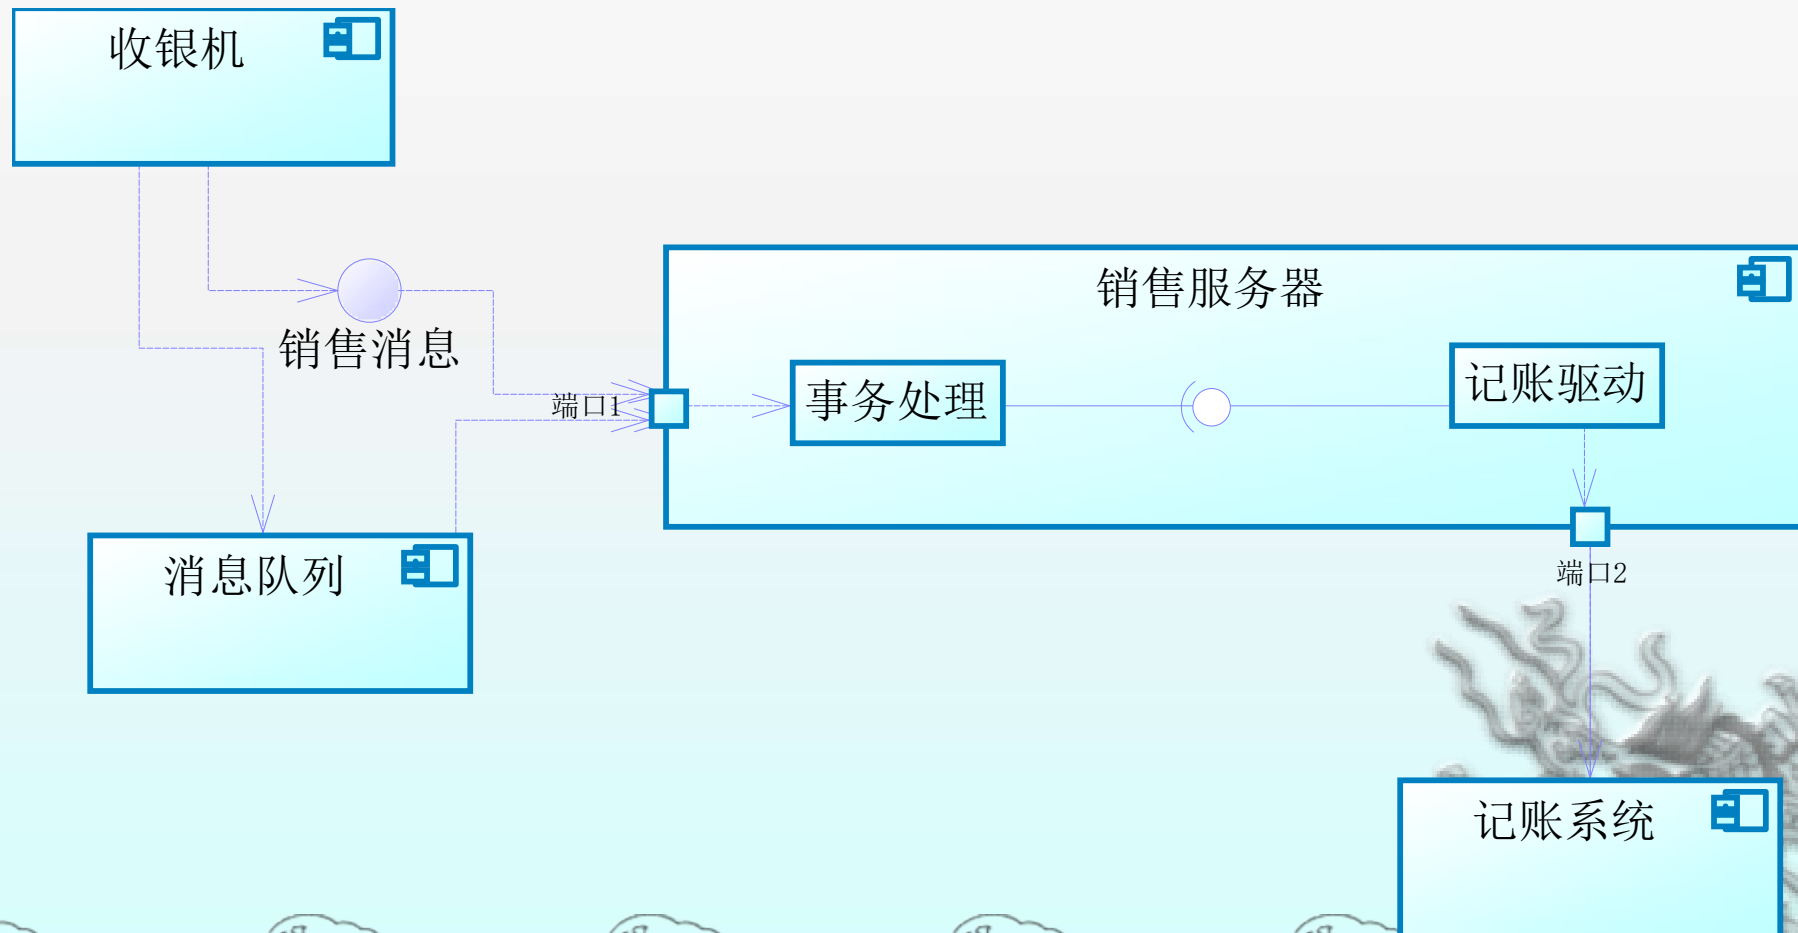 收银机
销售消息
销售服务器
端口1
事务处理
记账驱动
消息队列
端口2
记账系统